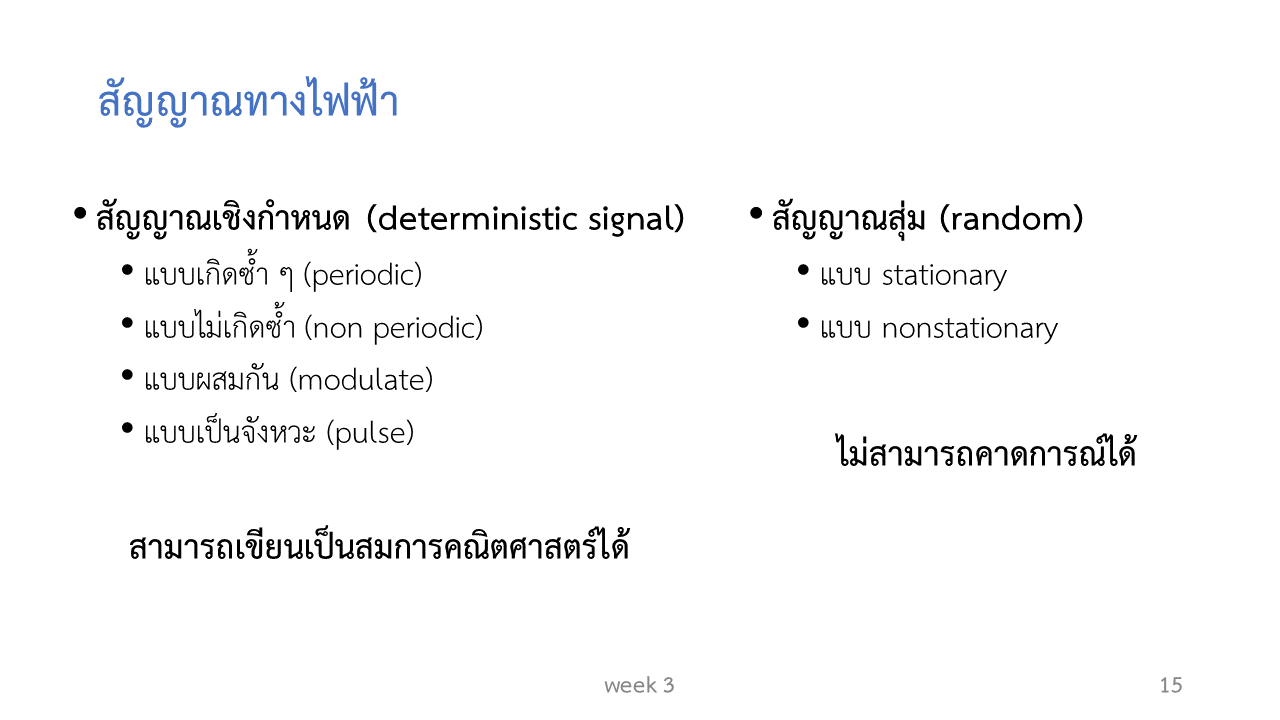 สัญญาณทางไฟฟ้า
• สัญญาณเชิงกำหนด (deterministic signal)
• แบบเกิดซ้ำ ๆ (periodic)
• แบบไม่เกิดซ้ำ (non periodic)
• แบบผสมกัน (modulate)
• แบบเป็นจังหวะ (pulse)
สามารถเขียนเป็นสมการคณิตศาสตร์ได้
• สัญญาณสุ่ม (random)
• แบบ stationary
• แบบ nonstationary
ไม่สามารถคาดการณ์ได้
week 3
15